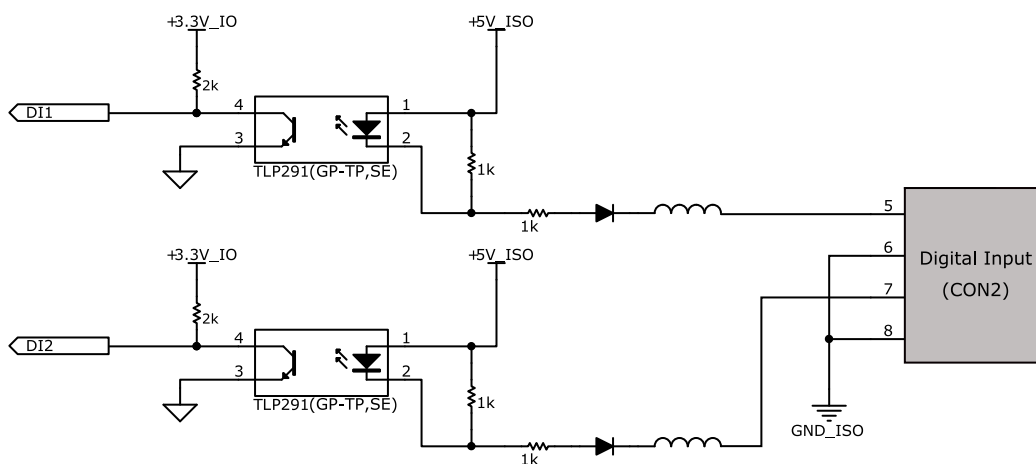 +3.3V_IO
+5V_ISO
2k
DI1
4
1
3
2
1k
TLP291(GP-TP,SE)
1k
5
6
Digital Input
(CON2)
7
8
GND_ISO
+3.3V_IO
+5V_ISO
2k
DI2
4
1
3
2
1k
TLP291(GP-TP,SE)
1k